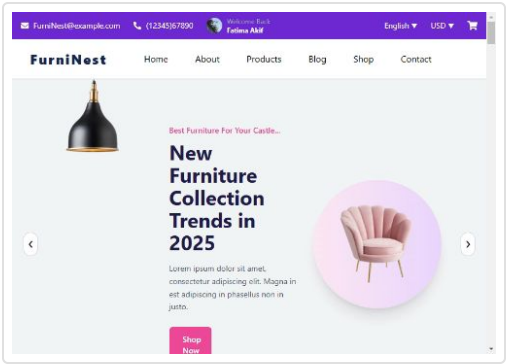 FurniNest@example.com (12345)67890 Welcome Back English ▼ USD ▼
Fatima Akif
FurniNest Home About Products Blog Shop Contact
Best Furniture For Your Castle...
New
Furniture
Collection
Trends in
2025
Lorem ipsum dolor sit amet,
consectetur adipiscing elit. Magna in
est adipiscing in phasellus non in
justo.
Shop
Now